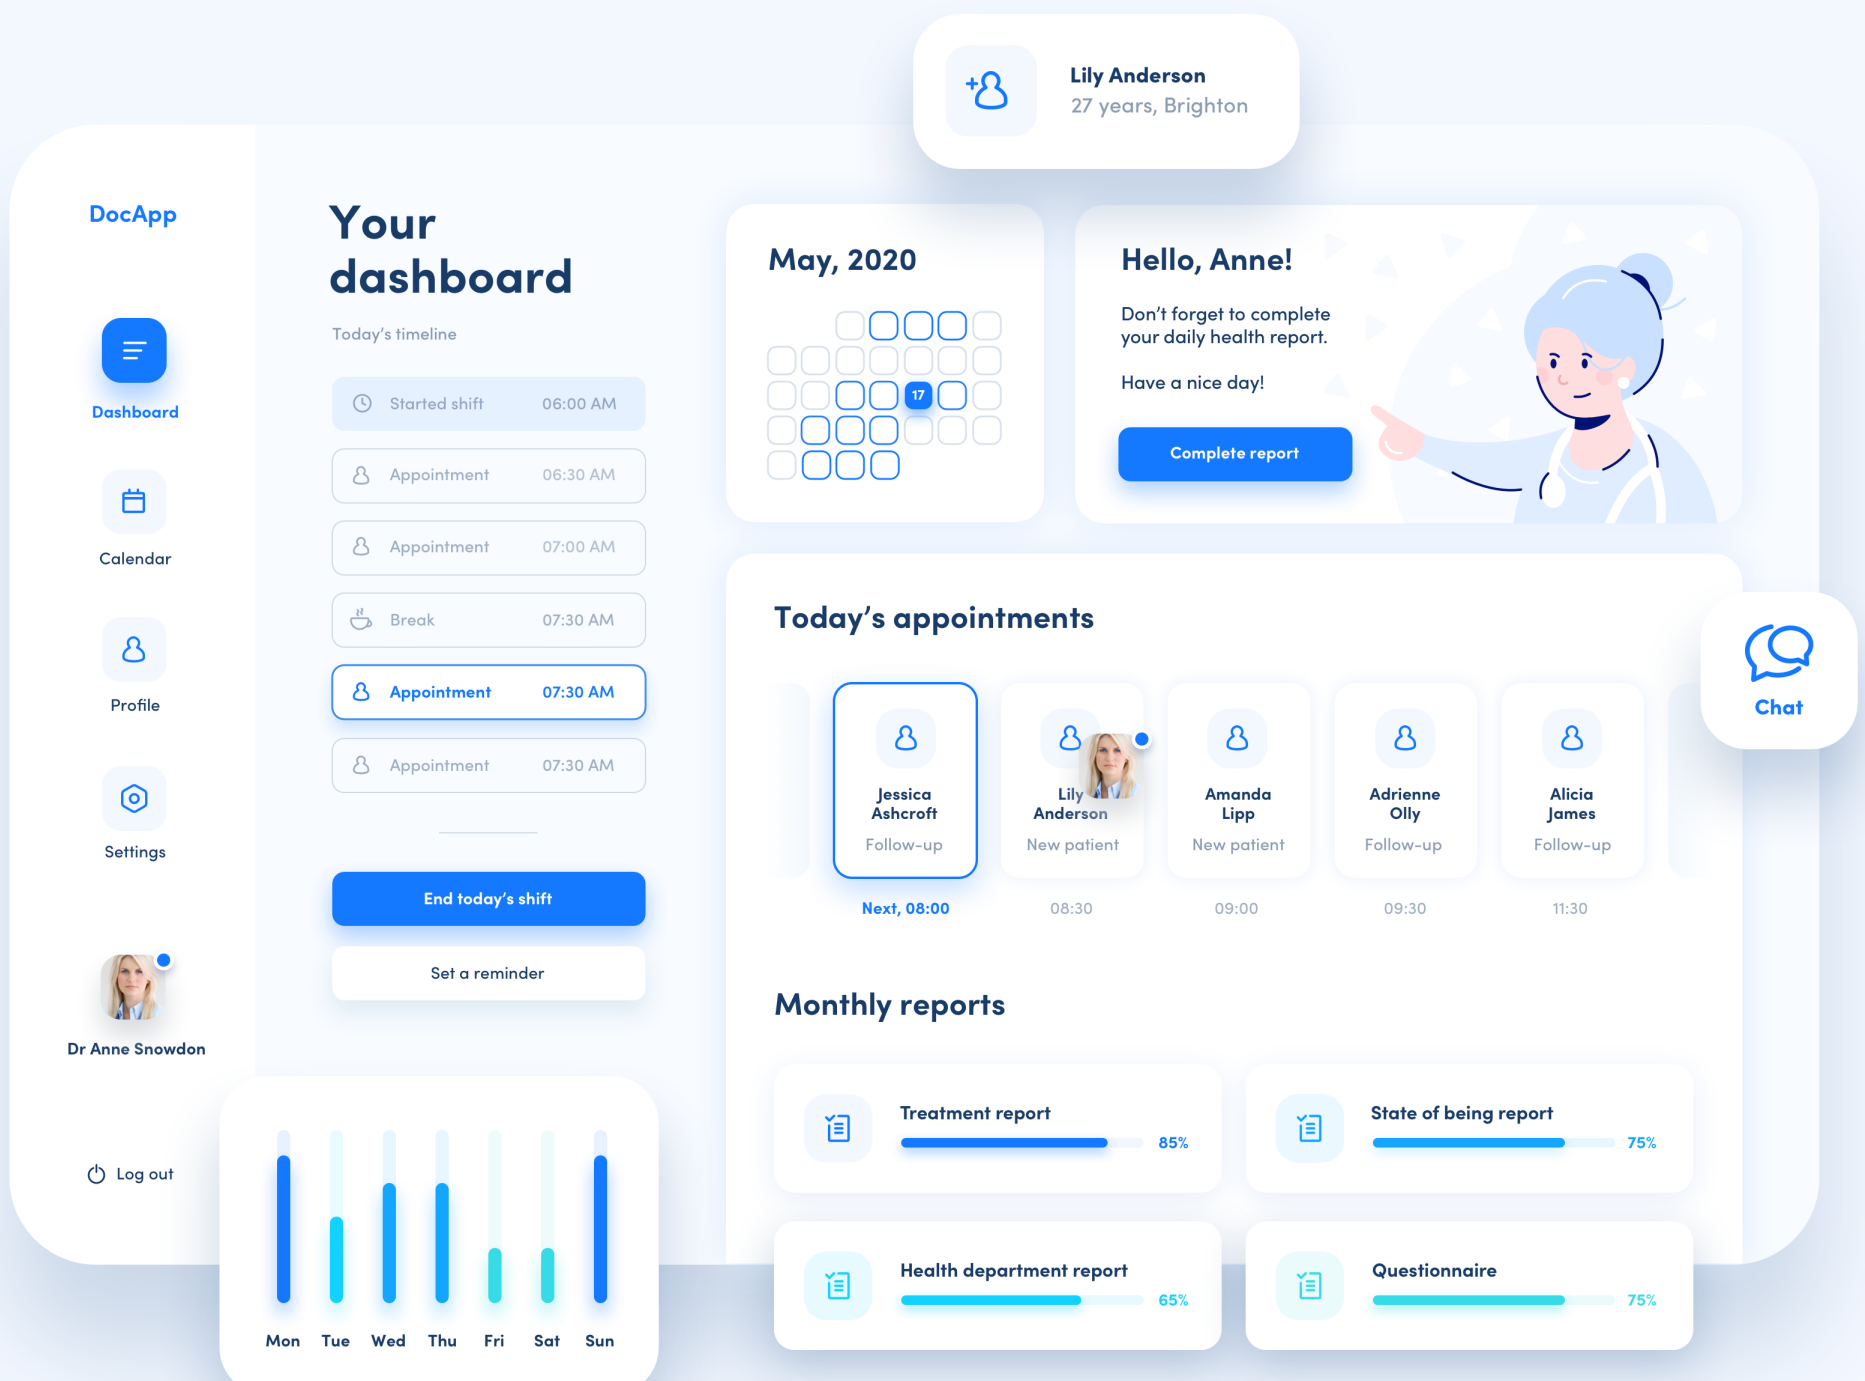 Lily Anderson
27 years, Brighton
DocApp
Dashboard
Calendar
Profile
Settings
Dr Anne Snowdon
Log out
Your
dashboard
Today's timeline
Started shift 06:00 AM
Appointment 06:30 AM
Appointment 07:00 AM
Break 07:30 AM
Appointment 07:30 AM
Appointment 07:30 AM
End today's shift
Set a reminder
May, 2020
17
Hello, Anne!
Don't forget to complete
your daily health report.
Have a nice day!
Complete report
Chat
Today's appointments
Jessica
Ashcroft
Follow-up
Next, 08:00
Lily
Anderson
New patient
08:30
Amanda
Lipp
New patient
09:00
Adrienne
Olly
Follow-up
09:30
Alicia
James
Follow-up
11:30
Monthly reports
Treatment report
85%
State of being report
75%
Health department report
65%
Questionnaire
75%
Mon Tue Wed Thu Fri Sat Sun